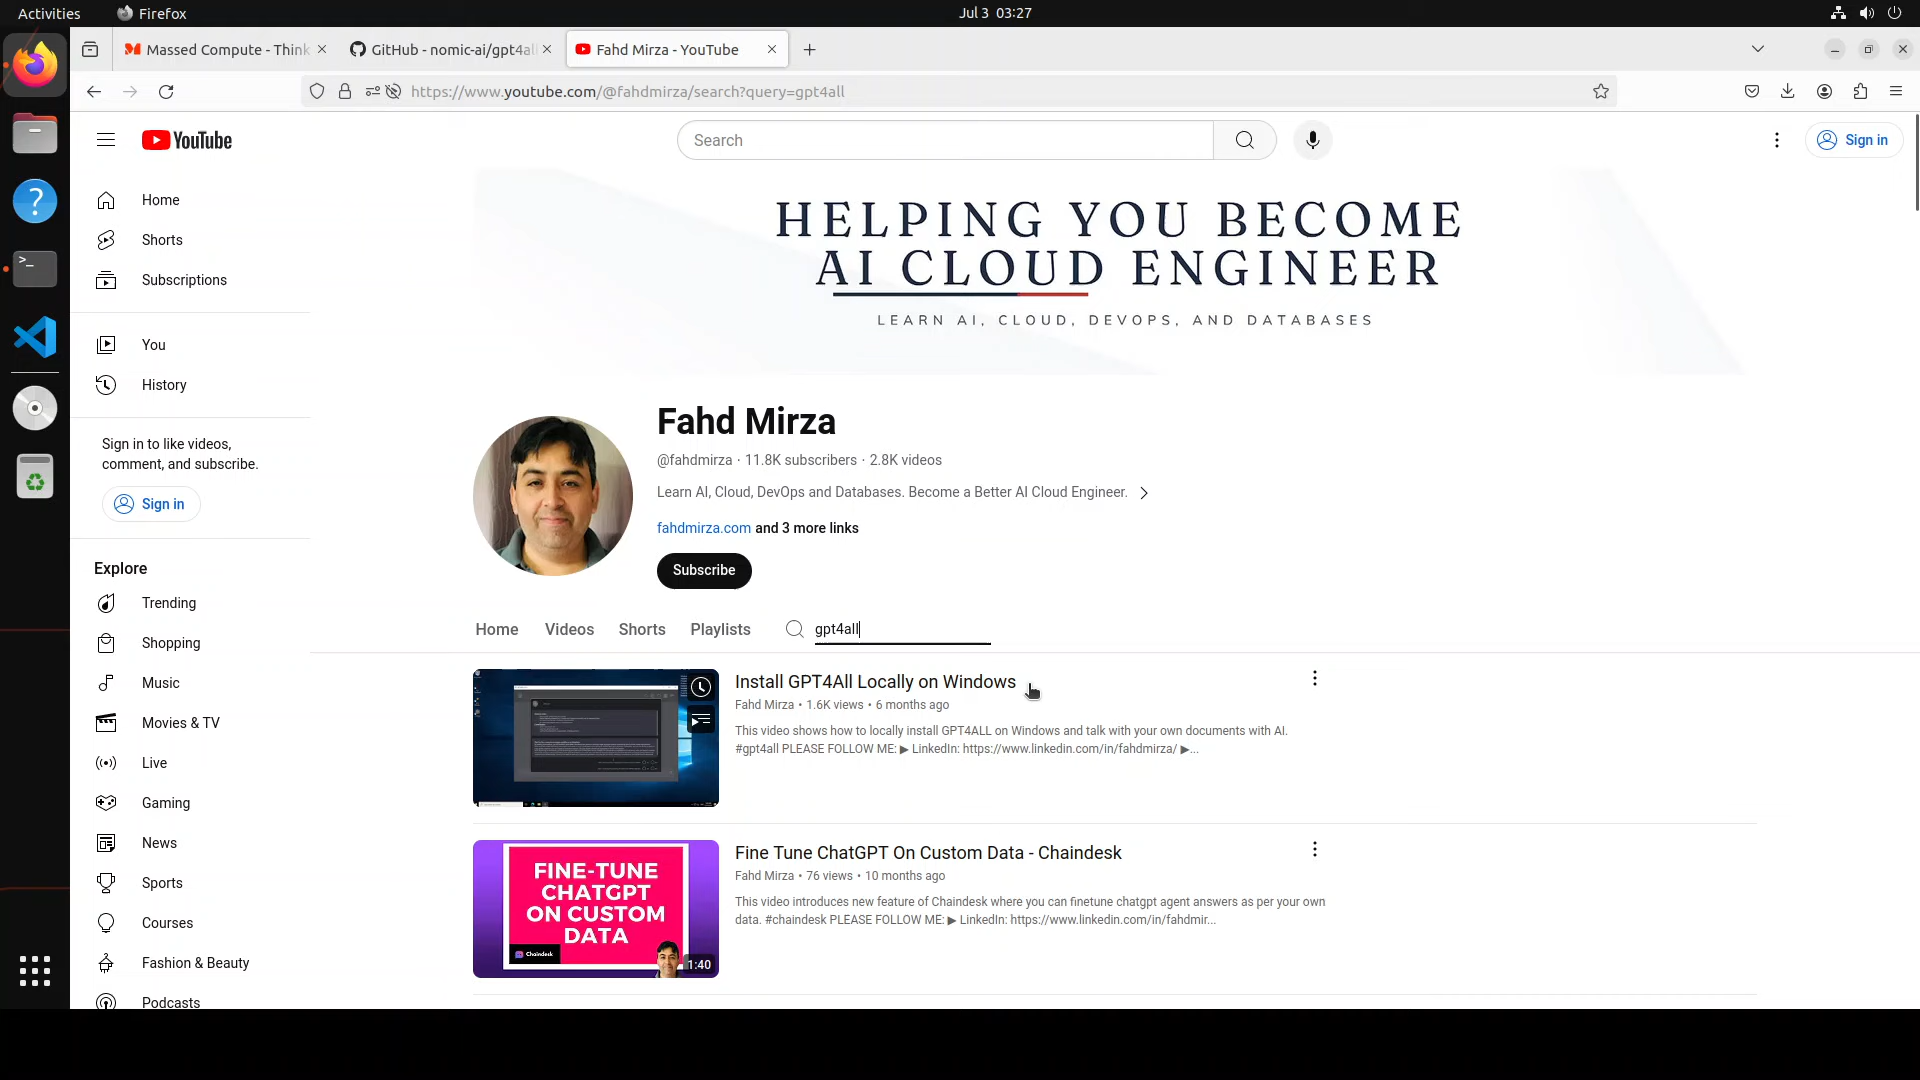 Activities
Firefox
Jul 3 03:27
Massed Compute - Think
GitHub - nomic-ai/gpt4all
Fahd Mirza - YouTube
https://www.youtube.com/@fahdmirza/search?query=gpt4all
YouTube
Search
Sign in
Home
Shorts
Subscriptions
You
History
Sign in to like videos,
comment, and subscribe.
Sign in
Explore
Trending
Shopping
Music
Movies & TV
Live
Gaming
News
Sports
Courses
Fashion & Beauty
Podcasts
HELPING YOU BECOME
AI CLOUD ENGINEER
LEARN AI, CLOUD, DEVOPS, AND DATABASES
Fahd Mirza
@fahdmirza · 11.8K subscribers · 2.8K videos
Learn AI, Cloud, DevOps and Databases. Become a Better AI Cloud Engineer.
fahdmirza.com and 3 more links
Subscribe
Home
Videos
Shorts
Playlists
gpt4all
Install GPT4All Locally on Windows
Fahd Mirza • 1.6K views • 6 months ago
This video shows how to locally install GPT4ALL on Windows and talk with your own documents with AI.
#gpt4all PLEASE FOLLOW ME: ▶ LinkedIn: https://www.linkedin.com/in/fahdmirza/ ▶...
FINE-TUNE
CHATGPT
ON CUSTOM
DATA
Chaindesk
1:40
Fine Tune ChatGPT On Custom Data - Chaindesk
Fahd Mirza • 76 views • 10 months ago
This video introduces new feature of Chaindesk where you can finetune chatgpt agent answers as per your own
data. #chaindesk PLEASE FOLLOW ME: ▶ LinkedIn: https://www.linkedin.com/in/fahdmir...